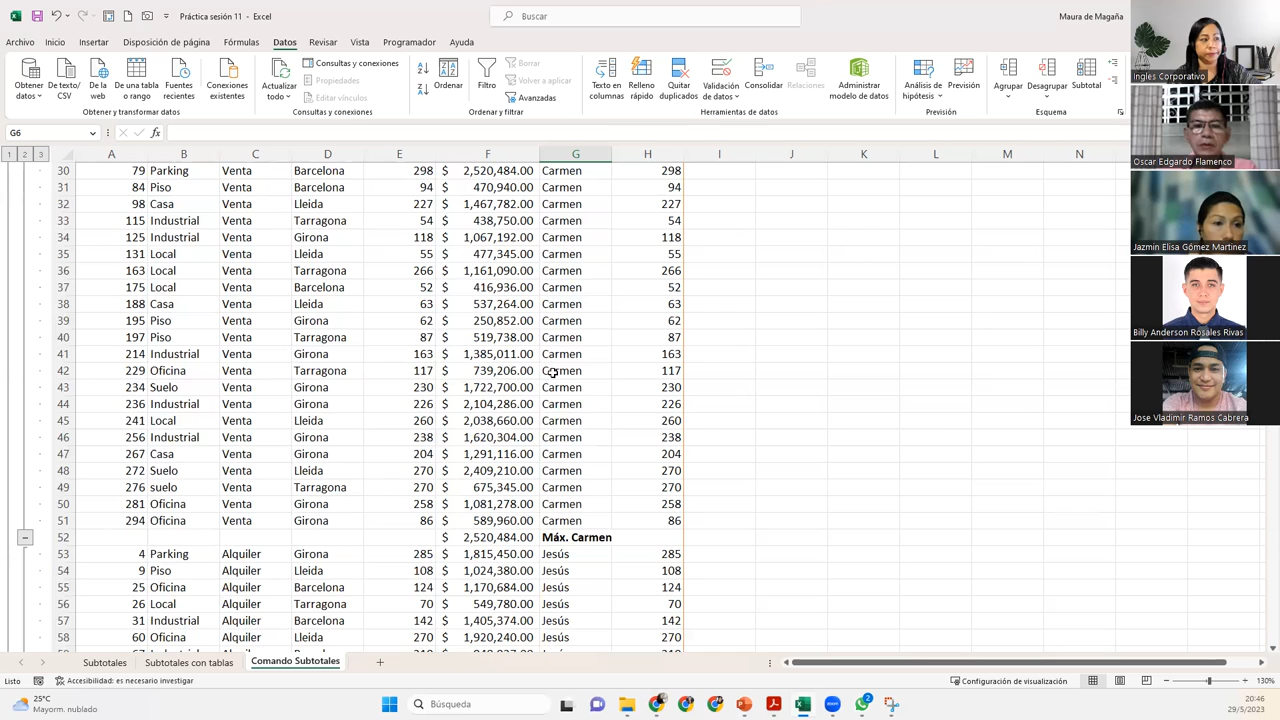 Práctica sesión 11 - Excel
Buscar
Maura de Magaña
Archivo Inicio Insertar Disposición de página Fórmulas Datos Revisar Vista Programador Ayuda
Obtener datos
De texto/CSV
De la web
De una tabla o rango
Fuentes recientes
Conexiones existentes
Obtener y transformar datos
Actualizar todo
Consultas y conexiones
Propiedades
Editar vínculos
Consultas y conexiones
Ordenar
Filtro
Borrar
Volver a aplicar
Avanzadas
Ordenar y filtrar
Texto en columnas
Relleno rápido
Quitar duplicados
Validación de datos
Consolidar
Relaciones
Administrar modelo de datos
Herramientas de datos
Análisis de hipótesis
Previsión
Previsión
Agrupar
Desagrupar
Subtotal
Esquema
G6
1 2 3
A B C D E F G H I J K L M N
30 79 Parking Venta Barcelona 298 $ 2,520,484.00 Carmen 298
31 84 Piso Venta Barcelona 94 $ 470,940.00 Carmen 94
32 98 Casa Venta Lleida 227 $ 1,467,782.00 Carmen 227
33 115 Industrial Venta Tarragona 54 $ 438,750.00 Carmen 54
34 125 Industrial Venta Girona 118 $ 1,067,192.00 Carmen 118
35 131 Local Venta Lleida 55 $ 477,345.00 Carmen 55
36 163 Local Venta Tarragona 266 $ 1,161,090.00 Carmen 266
37 175 Local Venta Barcelona 52 $ 416,936.00 Carmen 52
38 188 Casa Venta Lleida 63 $ 537,264.00 Carmen 63
39 195 Piso Venta Girona 62 $ 250,852.00 Carmen 62
40 197 Piso Venta Tarragona 87 $ 519,738.00 Carmen 87
41 214 Industrial Venta Girona 163 $ 1,385,011.00 Carmen 163
42 229 Oficina Venta Tarragona 117 $ 739,206.00 Carmen 117
43 234 Suelo Venta Girona 230 $ 1,722,700.00 Carmen 230
44 236 Industrial Venta Girona 226 $ 2,104,286.00 Carmen 226
45 241 Local Venta Lleida 260 $ 2,038,660.00 Carmen 260
46 256 Industrial Venta Girona 238 $ 1,620,304.00 Carmen 238
47 267 Casa Venta Girona 204 $ 1,291,116.00 Carmen 204
48 272 Suelo Venta Lleida 270 $ 2,409,210.00 Carmen 270
49 276 suelo Venta Tarragona 270 $ 675,345.00 Carmen 270
50 281 Oficina Venta Girona 258 $ 1,081,278.00 Carmen 258
51 294 Oficina Venta Girona 86 $ 589,960.00 Carmen 86
52 $ 2,520,484.00 Máx. Carmen
53 4 Parking Alquiler Girona 285 $ 1,815,450.00 Jesús 285
54 9 Piso Alquiler Lleida 108 $ 1,024,380.00 Jesús 108
55 25 Oficina Alquiler Barcelona 124 $ 1,170,684.00 Jesús 124
56 26 Local Alquiler Tarragona 70 $ 549,780.00 Jesús 70
57 31 Industrial Alquiler Barcelona 142 $ 1,405,374.00 Jesús 142
58 60 Oficina Alquiler Lleida 270 $ 1,920,240.00 Jesús 270
Subtotales Subtotales con tablas Comando Subtotales
Listo Accesibilidad: es necesario investigar Configuración de visualización 130%
25°C
Mayorm. nublado
Búsqueda
2
20:46
29/5/2023
Ingles Corporativo
Oscar Edgardo Flamenco
Jazmin Elisa Gómez Martinez
Billy Anderson Rosales Rivas
Jose Vladimir Ramos Cabrera